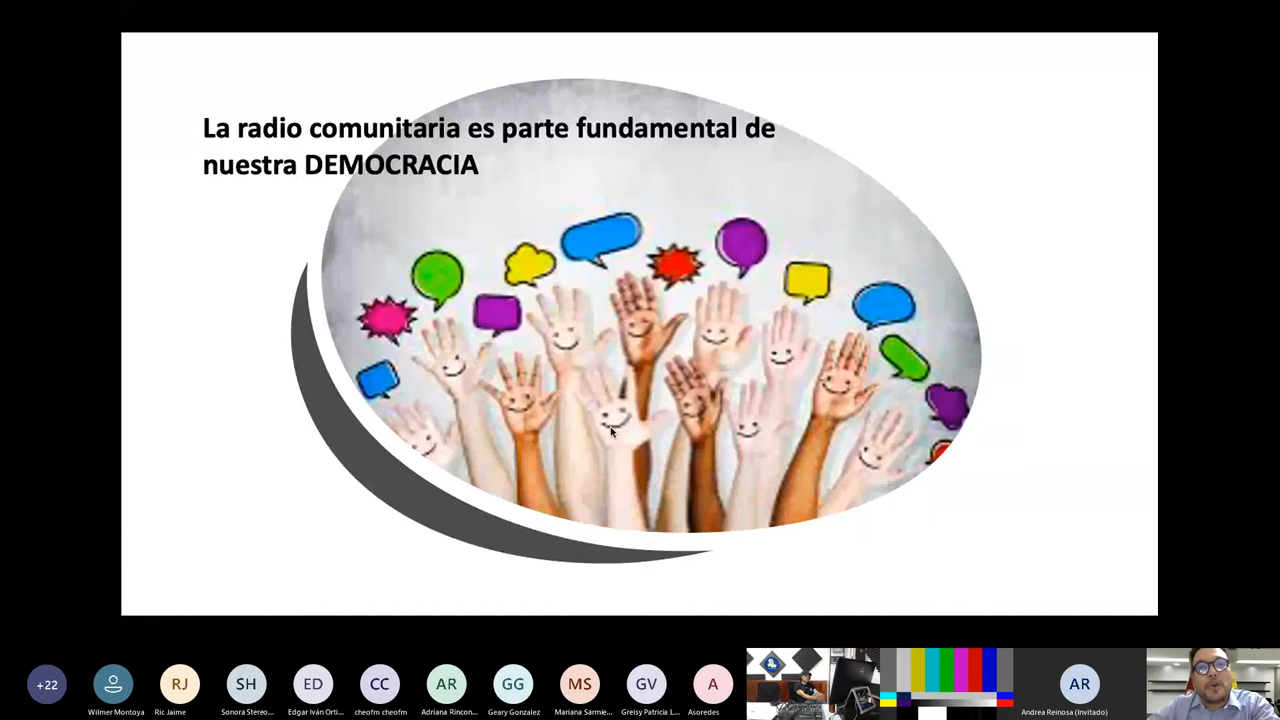 La radio comunitaria es parte fundamental de
nuestra DEMOCRACIA
+22
RJ
SH
ED
CC
AR
GG
MS
GV
A
AR
Wilmer Montoya
Ric Jaime
Sonora Stereo...
Edgar Iván Orti...
cheofm cheofm
Adriana Rincon...
Geary Gonzalez
Mariana Sarmie...
Greisy Patricia L...
Asoredes
Andrea Reinosa (Invitado)